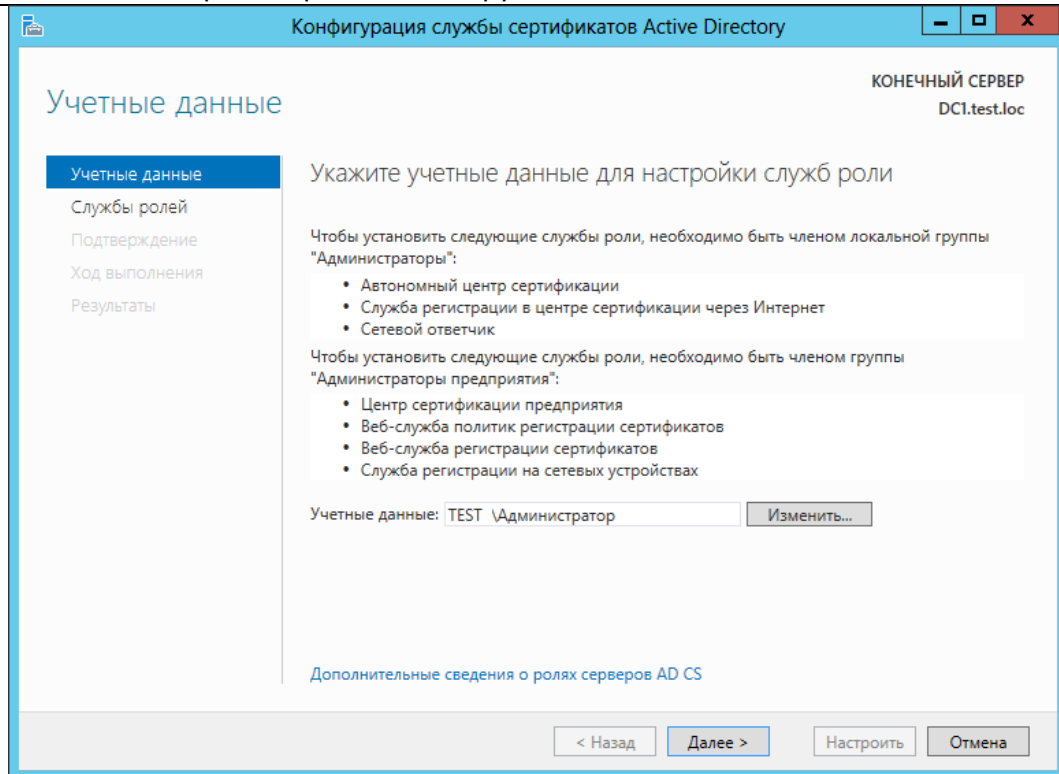 Конфигурация службы сертификатов Active Directory
Учетные данные
КОНЕЧНЫЙ СЕРВЕР
DC1.test.loc
Учетные данные
Службы ролей
Подтверждение
Ход выполнения
Результаты
Укажите учетные данные для настройки служб роли
Чтобы установить следующие службы роли, необходимо быть членом локальной группы
"Администраторы":
• Автономный центр сертификации
• Служба регистрации в центре сертификации через Интернет
• Сетевой ответчик
Чтобы установить следующие службы роли, необходимо быть членом группы
"Администраторы предприятия":
• Центр сертификации предприятия
• Веб-служба политик регистрации сертификатов
• Веб-служба регистрации сертификатов
• Служба регистрации на сетевых устройствах
Учетные данные: TEST \Администратор Изменить...
Дополнительные сведения о ролях серверов AD CS
< Назад Далее > Настроить Отмена